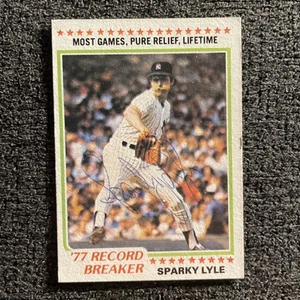 MOST GAMES, PURE RELIEF, LIFETIME
'77 RECORD
BREAKER
SPARKY LYLE